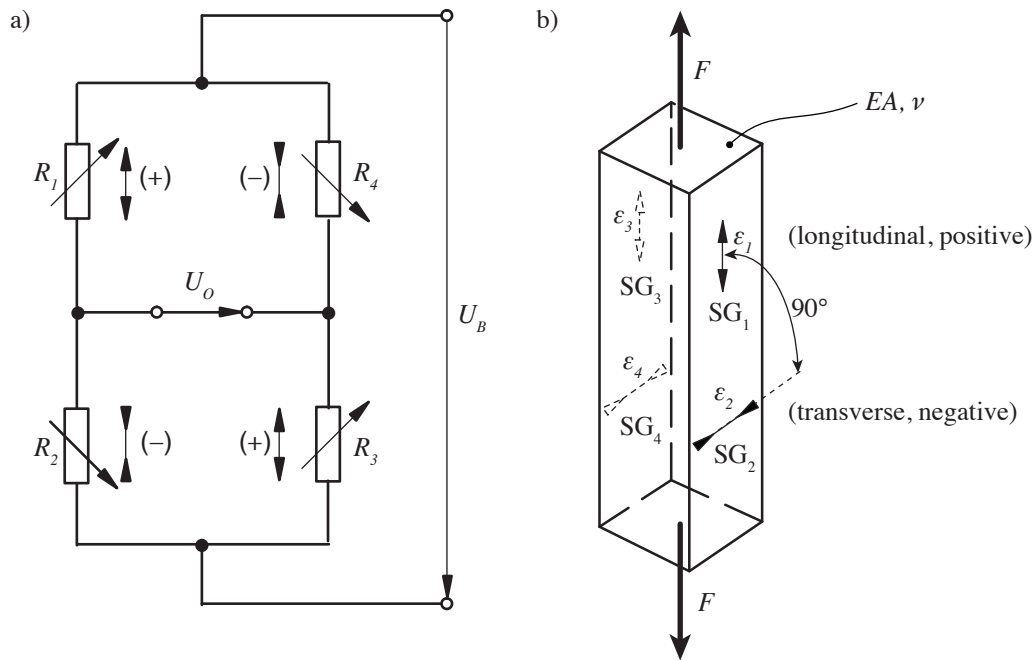 a)
R1
(+)
(-)
R4
UO
UB
R2
(-)
(+)
R3
b)
F
EA, ν
ε3
ε1
(longitudinal, positive)
SG3
SG1
90°
ε4
ε2
(transverse, negative)
SG4
SG2
F